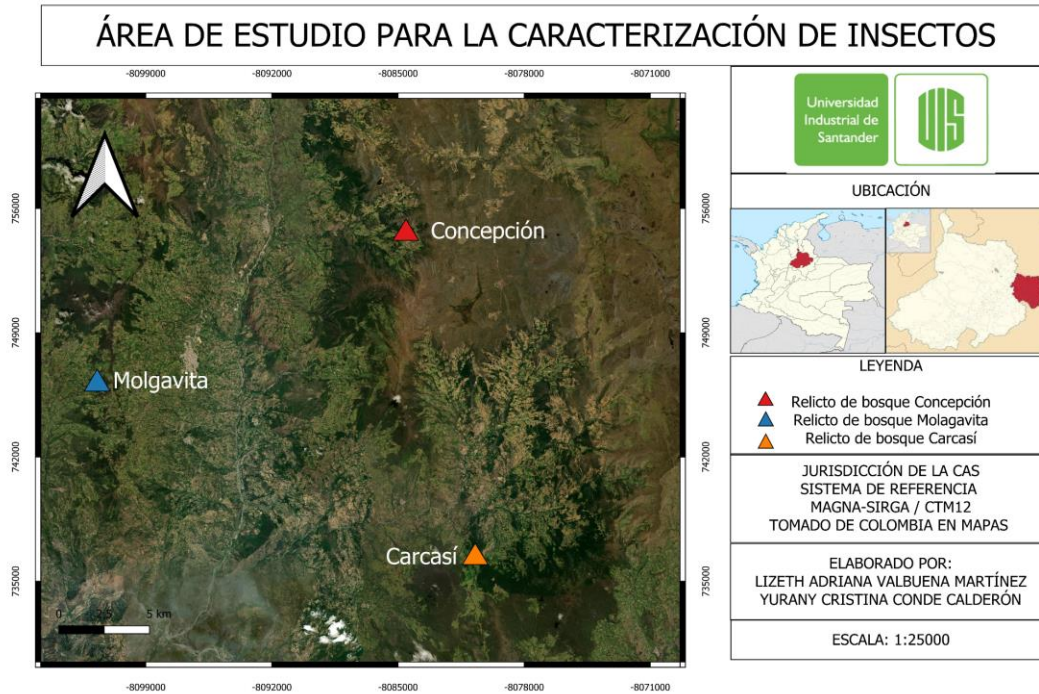 ÁREA DE ESTUDIO PARA LA CARACTERIZACIÓN DE INSECTOS
-8099000 -8092000 -8085000 -8078000 -8071000
756000 756000
749000 749000
742000 742000
735000 735000
Concepción
Molgavita
Carcasí
0 2.5 5 km
-8099000 -8092000 -8085000 -8078000 -8071000
Universidad
Industrial de
Santander
UIS
UBICACIÓN
LEYENDA
Relicto de bosque Concepción
Relicto de bosque Molagavita
Relicto de bosque Carcasí
JURISDICCIÓN DE LA CAS
SISTEMA DE REFERENCIA
MAGNA-SIRGA / CTM12
TOMADO DE COLOMBIA EN MAPAS
ELABORADO POR:
LIZETH ADRIANA VALBUENA MARTÍNEZ
YURANY CRISTINA CONDE CALDERÓN
ESCALA: 1:25000